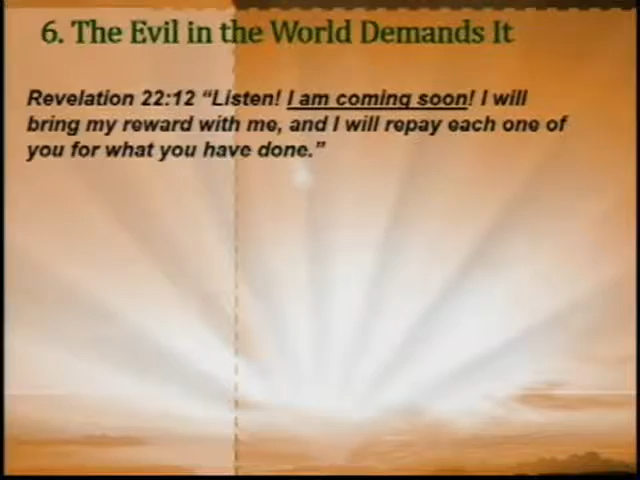 6. The Evil in the World Demands It
Revelation 22:12 “Listen! I am coming soon! I will
bring my reward with me, and I will repay each one of
you for what you have done.”